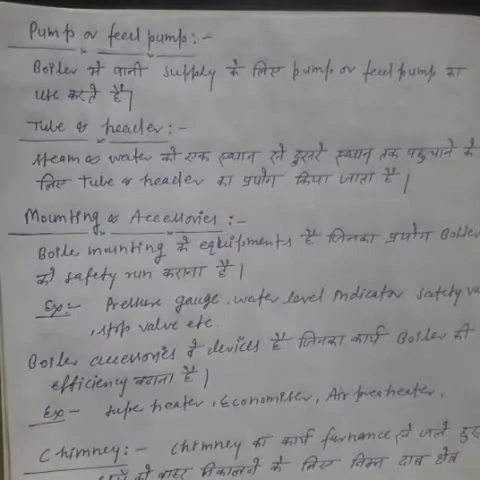 Pump or feed pump:-
Boiler में पानी supply के लिए pump or feed pump का
use करते हैं।
Tube & header:-
steam & water को एक स्थान से दुसरे स्थान तक पहुचाने के
लिए Tube & header का प्रयोग किया जाता है।
Mounting & Accessories:-
Boiler mounting वे equipments है जिनका प्रयोग Boiler
को safety run कराना है।
Ex:- Pressure gauge, water level indicator safety va
, stop valve etc.
Boiler accessories वे devices है जिनका कार्य Boiler की
efficiency बढाना है।
Ex- Super heater, Economiser, Air preheater,
Chimney:- Chimney का कार्य furnance से जले हुए
को बाहर निकालने के लिए निम्न दाब क्षेत्र